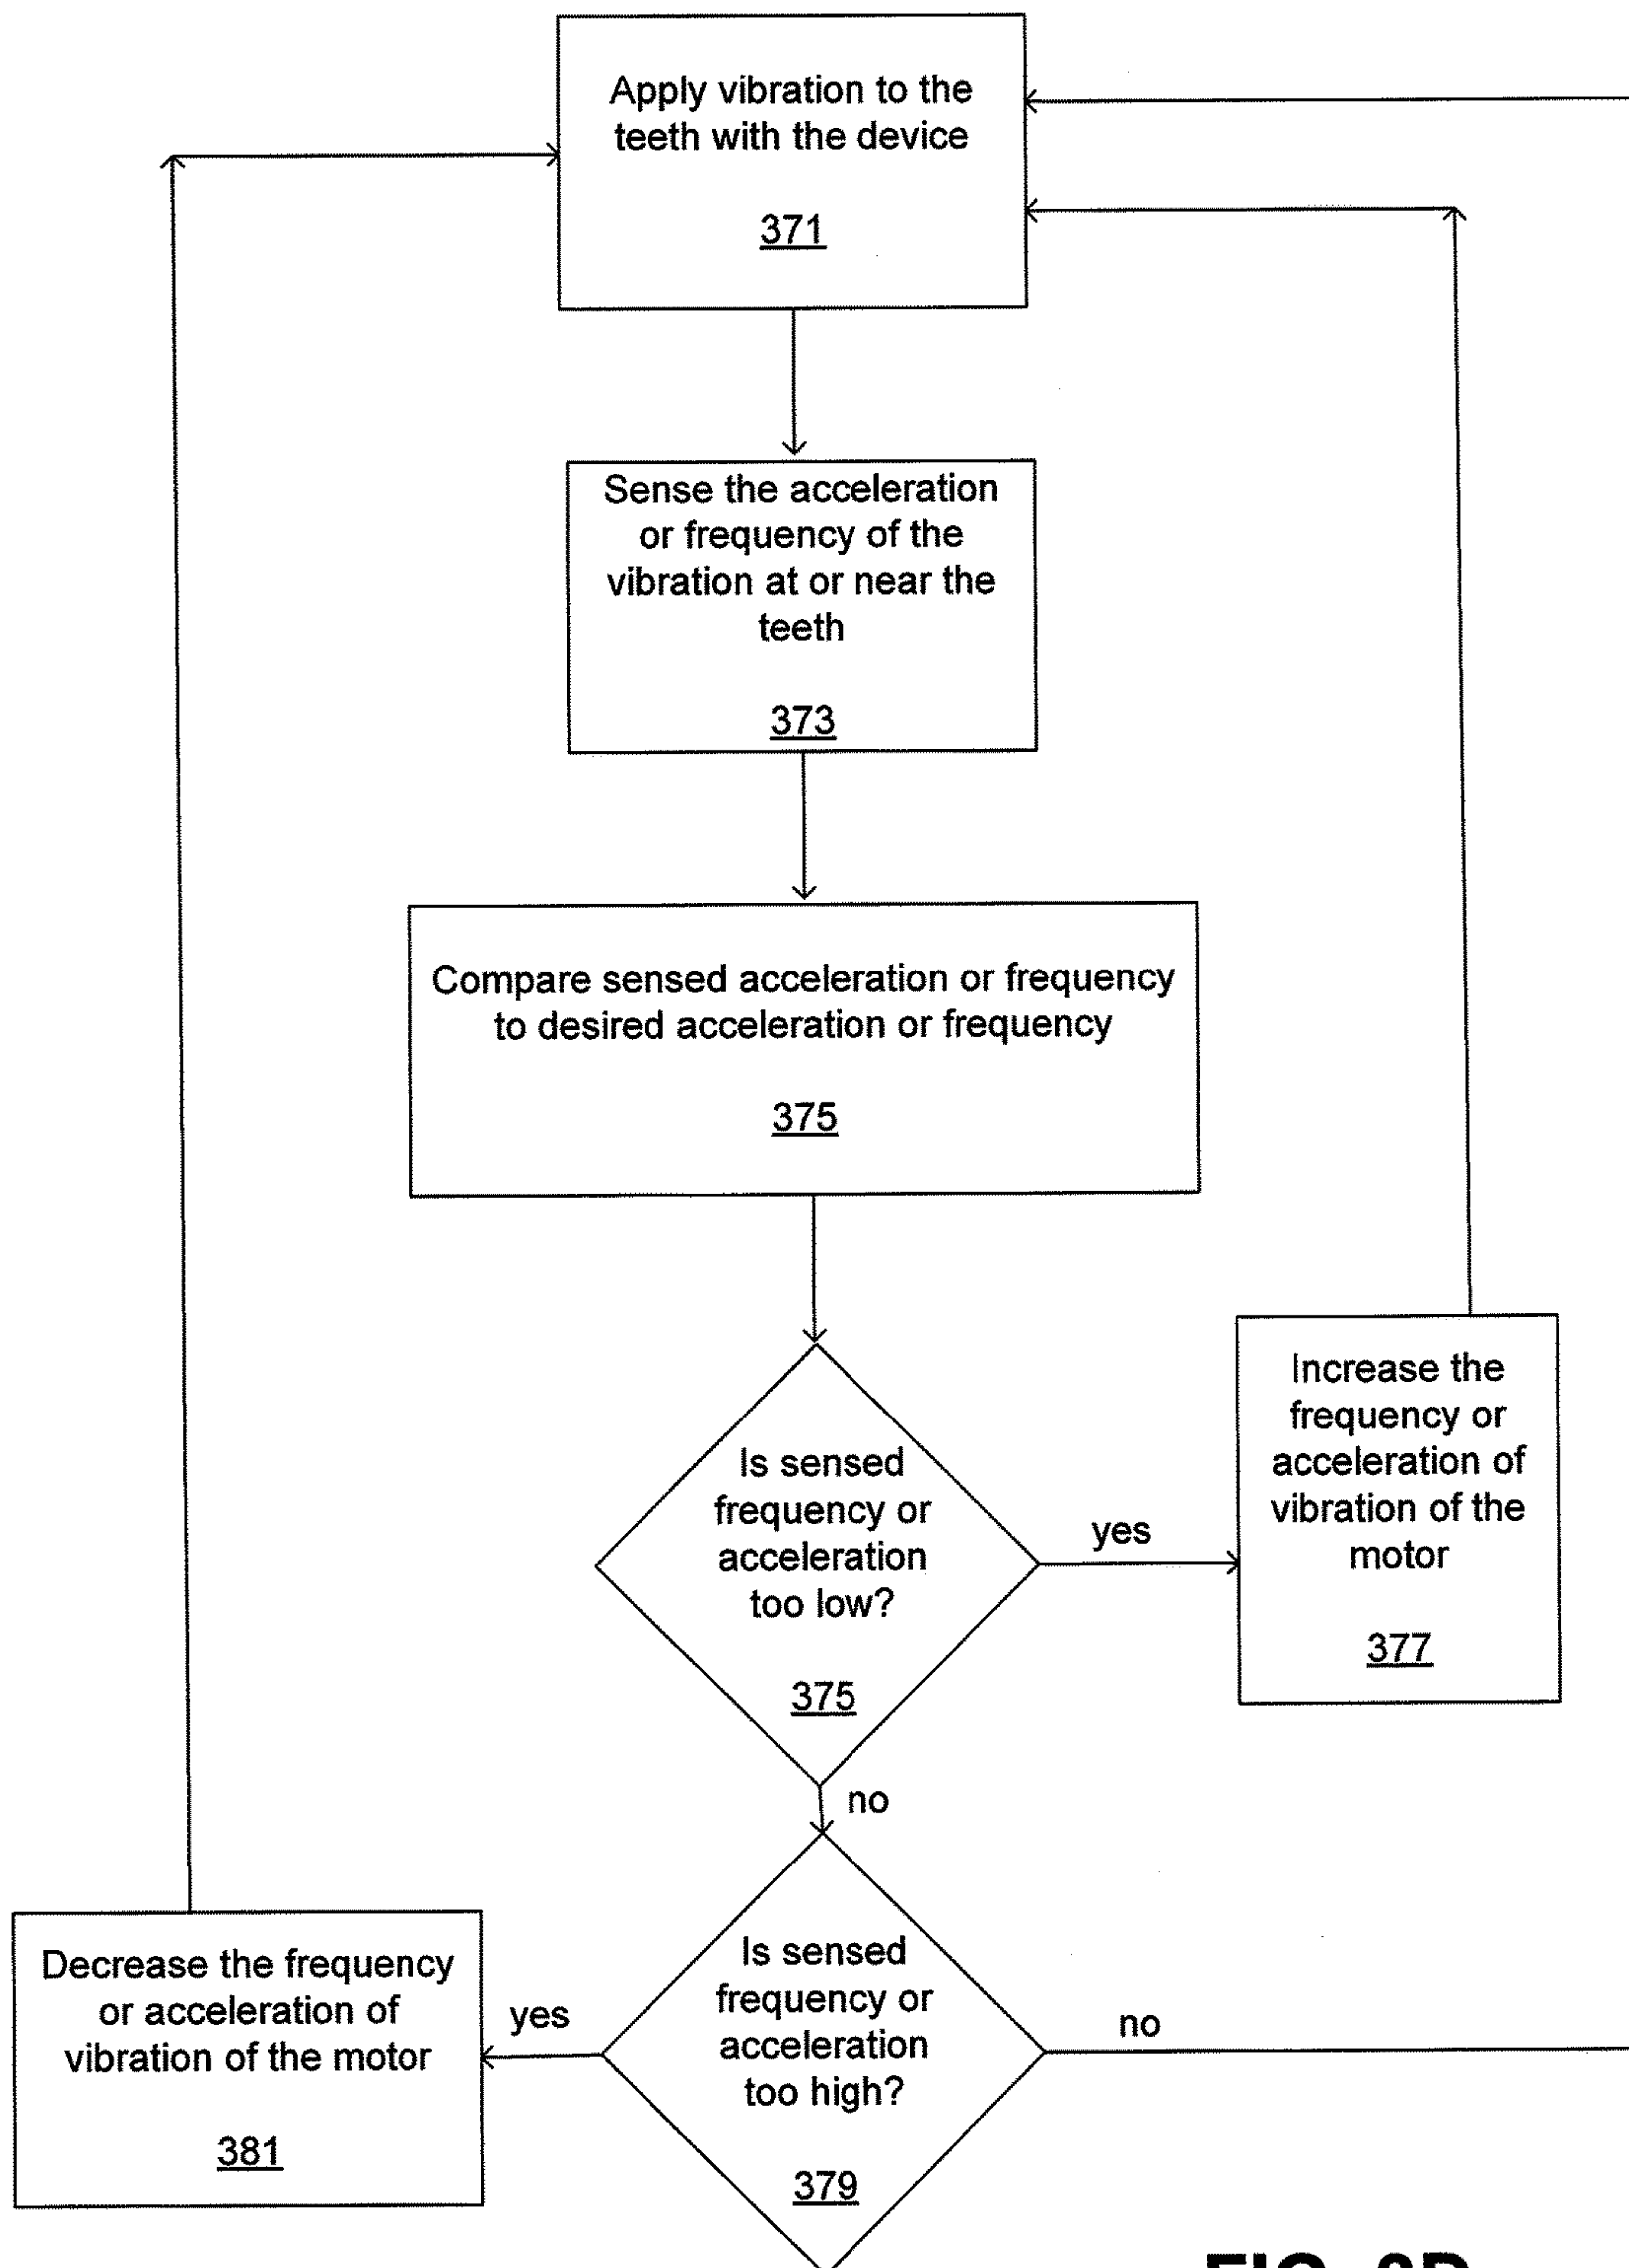 Apply vibration to the
teeth with the device
371
Sense the acceleration
or frequency of the
vibration at or near the
teeth
373
Compare sensed acceleration or frequency
to desired acceleration or frequency
375
Is sensed
frequency or
acceleration
too low?
375
yes
Increase the
frequency or
acceleration of
vibration of the
motor
377
no
Is sensed
frequency or
acceleration
too high?
379
yes
Decrease the frequency
or acceleration of
vibration of the motor
381
no